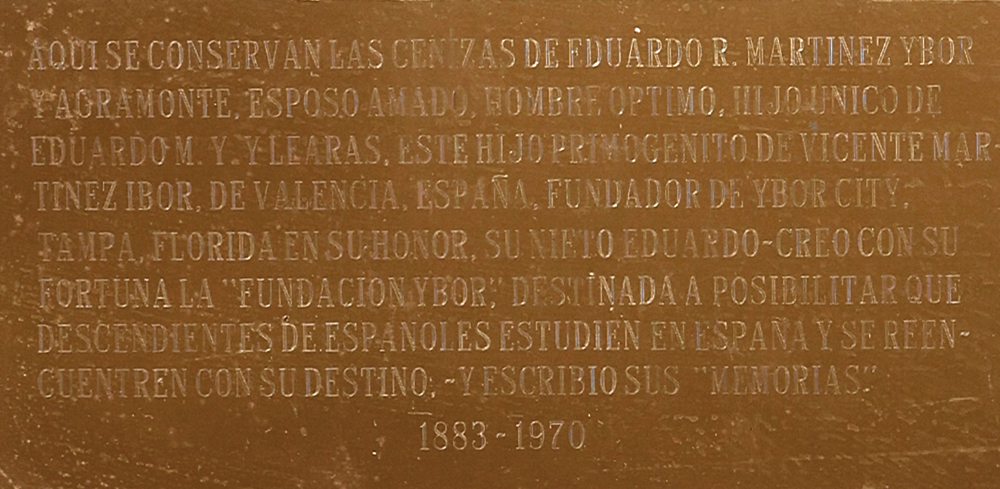 AQUI SE CONSERVAN LAS CENIZAS DE EDUARDO R. MARTINEZ YBOR
Y AGRAMONTE, ESPOSO AMADO, HOMBRE OPTIMO, HIJO UNICO DE
EDUARDO M. Y. Y LEARAS, ESTE HIJO PRIMOGENITO DE VICENTE MAR-
TINEZ IBOR, DE VALENCIA, ESPAÑA, FUNDADOR DE YBOR CITY,
TAMPA, FLORIDA EN SU HONOR, SU NIETO EDUARDO-CREO CON SU
FORTUNA LA "FUNDACION YBOR," DESTINADA A POSIBILITAR QUE
DESCENDIENTES DE ESPAÑOLES ESTUDIEN EN ESPAÑA Y SE REEN-
CUENTREN CON SU DESTINO; -Y ESCRIBIO SUS "MEMORIAS."
1883-1970